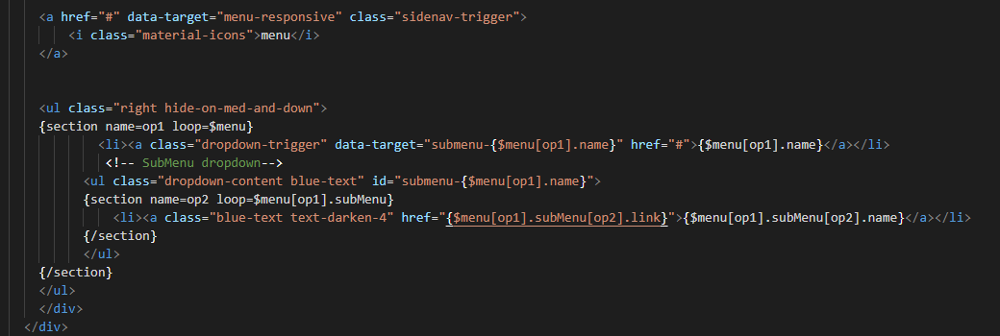 <a href="#" data-target="menu-responsive" class="sidenav-trigger">
<i class="material-icons">menu</i>
</a>
<ul class="right hide-on-med-and-down">
{section name=op1 loop=$menu}
<li><a class="dropdown-trigger" data-target="submenu-{$menu[op1].name}" href="#">{$menu[op1].name}</a></li>
<!-- SubMenu dropdown-->
<ul class="dropdown-content blue-text" id="submenu-{$menu[op1].name}">
{section name=op2 loop=$menu[op1].subMenu}
<li><a class="blue-text text-darken-4" href="{$menu[op1].subMenu[op2].link}">{$menu[op1].subMenu[op2].name}</a></li>
{/section}
</ul>
{/section}
</ul>
</div>
</div>